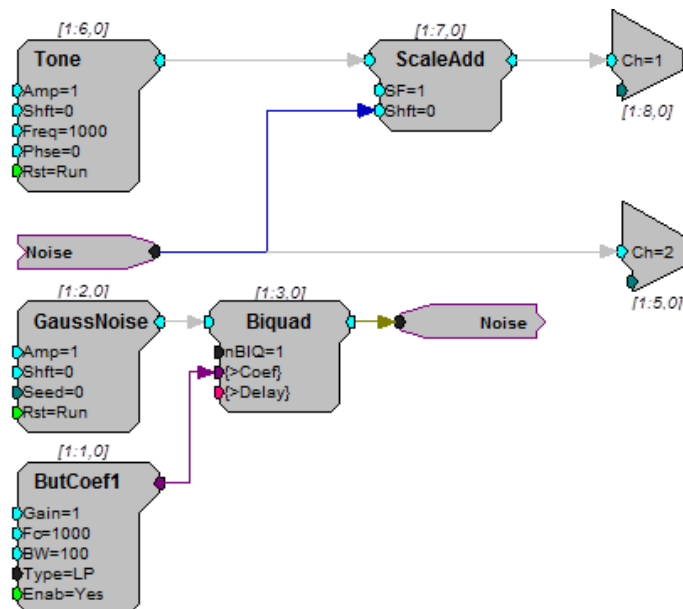 [1:6,0]
Tone
Amp=1
Shft=0
Freq=1000
Phse=0
Rst=Run
[1:7,0]
ScaleAdd
SF=1
Shft=0
Ch=1
[1:8,0]
Noise
Ch=2
[1:5,0]
[1:2,0]
GaussNoise
Amp=1
Shft=0
Seed=0
Rst=Run
[1:3,0]
Biquad
nBIQ=1
{>Coef}
{>Delay}
Noise
[1:1,0]
ButCoef1
Gain=1
Fc=1000
BW=100
Type=LP
Enab=Yes